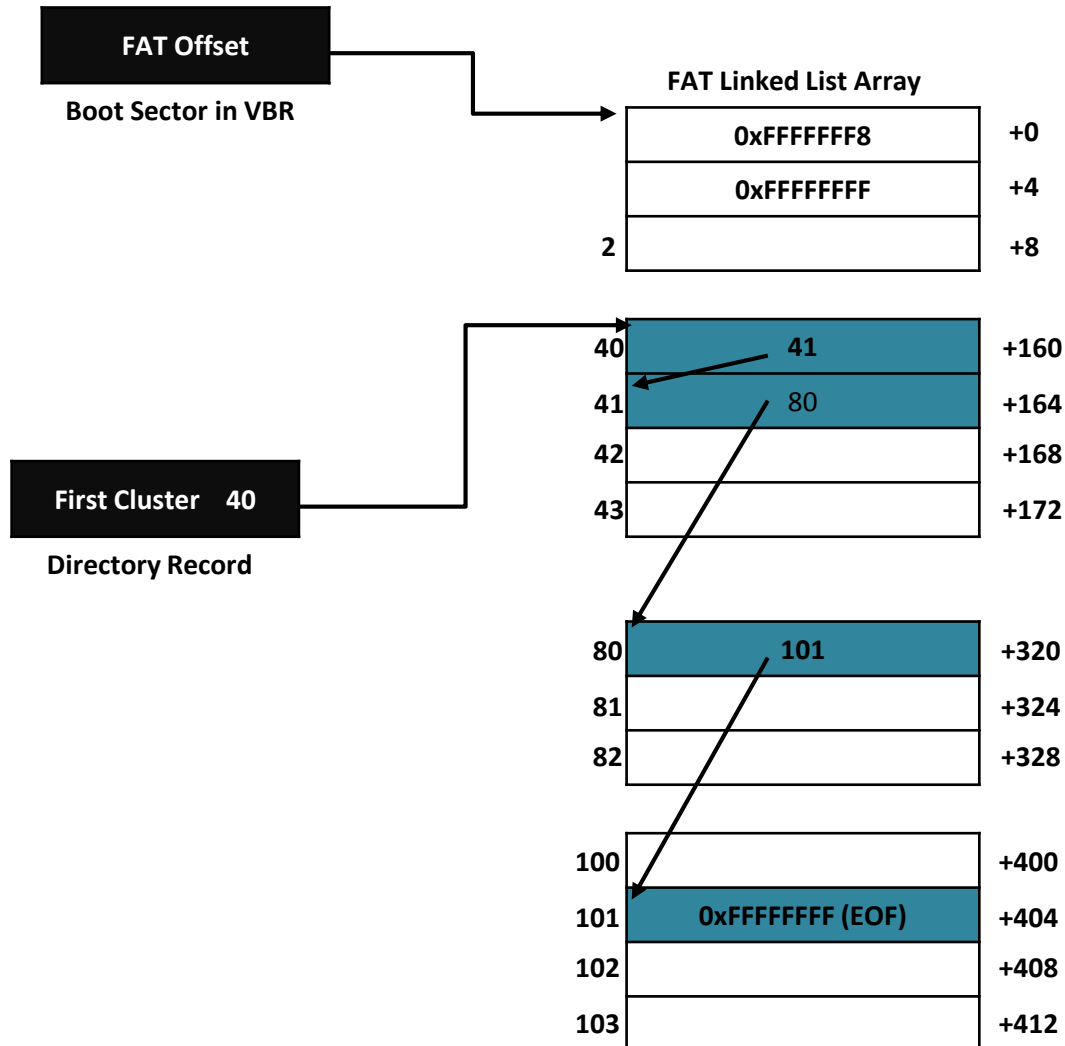 FAT Offset
Boot Sector in VBR
FAT Linked List Array
0xFFFFFFF8 +0
0xFFFFFFFF +4
2 +8
40 41 +160
41 80 +164
42 +168
43 +172
First Cluster 40
Directory Record
80 101 +320
81 +324
82 +328
100 +400
101 0xFFFFFFFF (EOF) +404
102 +408
103 +412